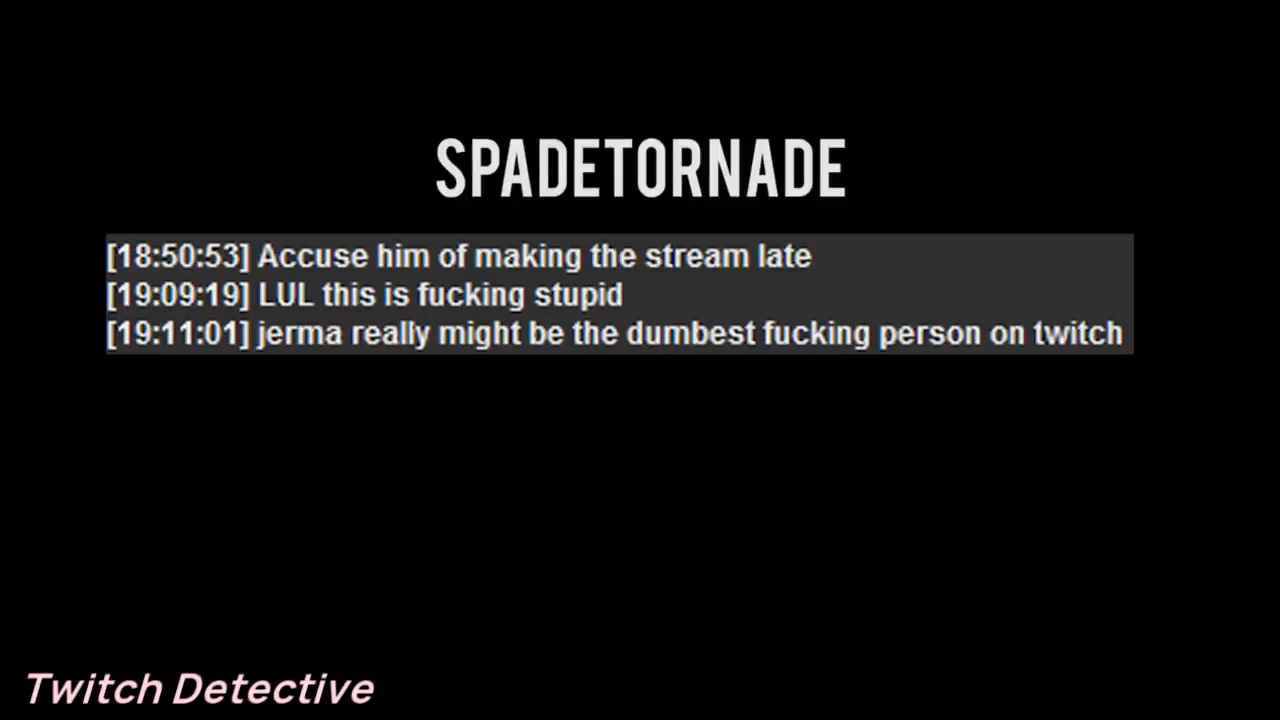 SPADETORNADE
[18:50:53] Accuse him of making the stream late
[19:09:19] LUL this is fucking stupid
[19:11:01] jerma really might be the dumbest fucking person on twitch
Twitch Detective